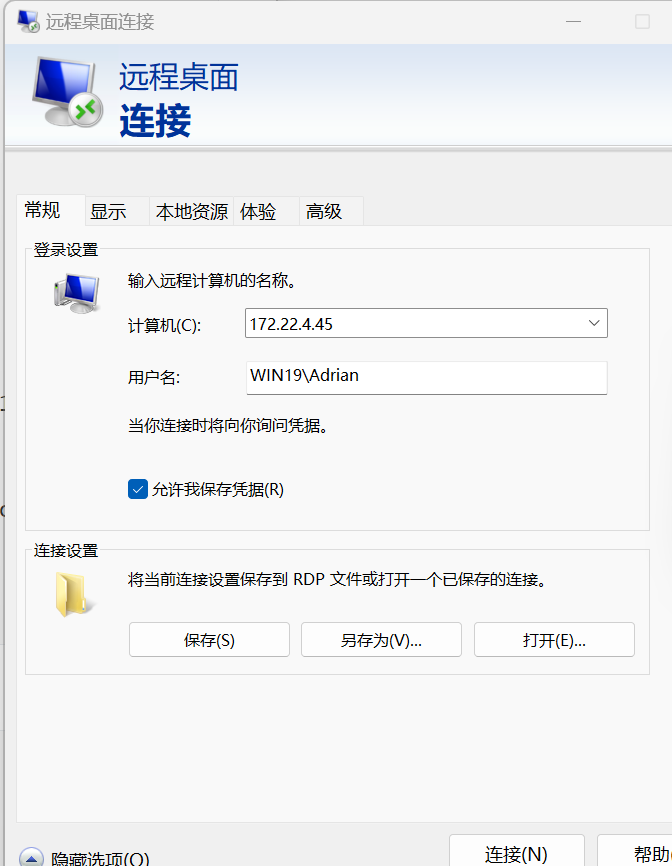 远程桌面连接
远程桌面
连接
常规 显示 本地资源 体验 高级
登录设置
输入远程计算机的名称。
计算机(C): 172.22.4.45
用户名: WIN19\Adrian
当你连接时将向你询问凭据。
允许我保存凭据(R)
连接设置
将当前连接设置保存到 RDP 文件或打开一个已保存的连接。
保存(S) 另存为(V)... 打开(E)...
隐藏选项(O) 连接(N) 帮助